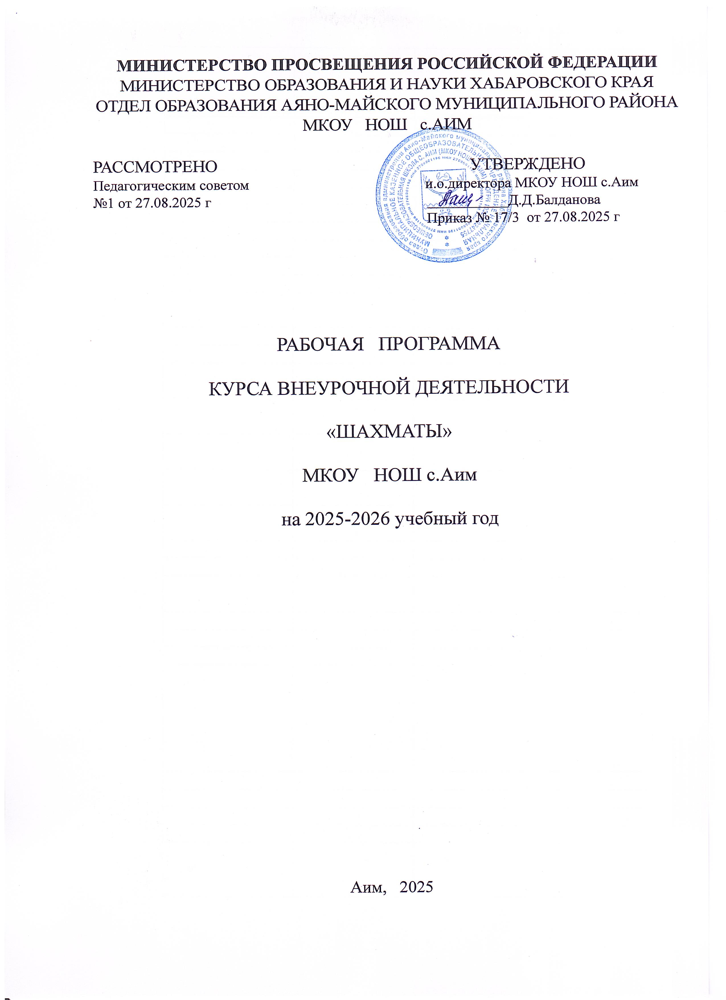 МИНИСТЕРСТВО ПРОСВЕЩЕНИЯ РОССИЙСКОЙ ФЕДЕРАЦИИ
МИНИСТЕРСТВО ОБРАЗОВАНИЯ И НАУКИ ХАБАРОВСКОГО КРАЯ
ОТДЕЛ ОБРАЗОВАНИЯ АЯНО-МАЙСКОГО МУНИЦИПАЛЬНОГО РАЙОНА
МКОУ НОШ с.АИМ
РАССМОТРЕНО
Педагогическим советом
№1 от 27.08.2025 г
УТВЕРЖДЕНО
и.о.директора МКОУ НОШ с.Аим
Д.Д.Балданова
Приказ № 17/3 от 27.08.2025 г
РАБОЧАЯ ПРОГРАММА
КУРСА ВНЕУРОЧНОЙ ДЕЯТЕЛЬНОСТИ
«ШАХМАТЫ»
МКОУ НОШ с.Аим
на 2025-2026 учебный год
Аим, 2025